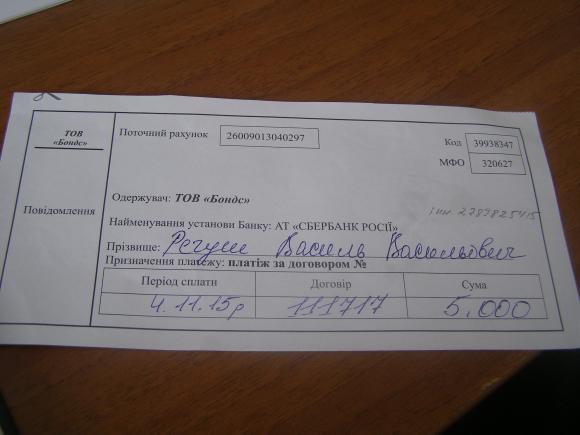 ТОВ
«Бондс»
Поточний рахунок 26009013040297
Код 39938347
МФО 320627
Повідомлення
Одержувач: ТОВ «Бондс»
інн 2789825415
Найменування установи Банку: АТ «СБЕРБАНК РОСІЇ»
Прізвище: Регуш Василь Васильович
Призначення платежу: платіж за договором №
Період сплати Договір Сума
4.11.15р 111717 5.000